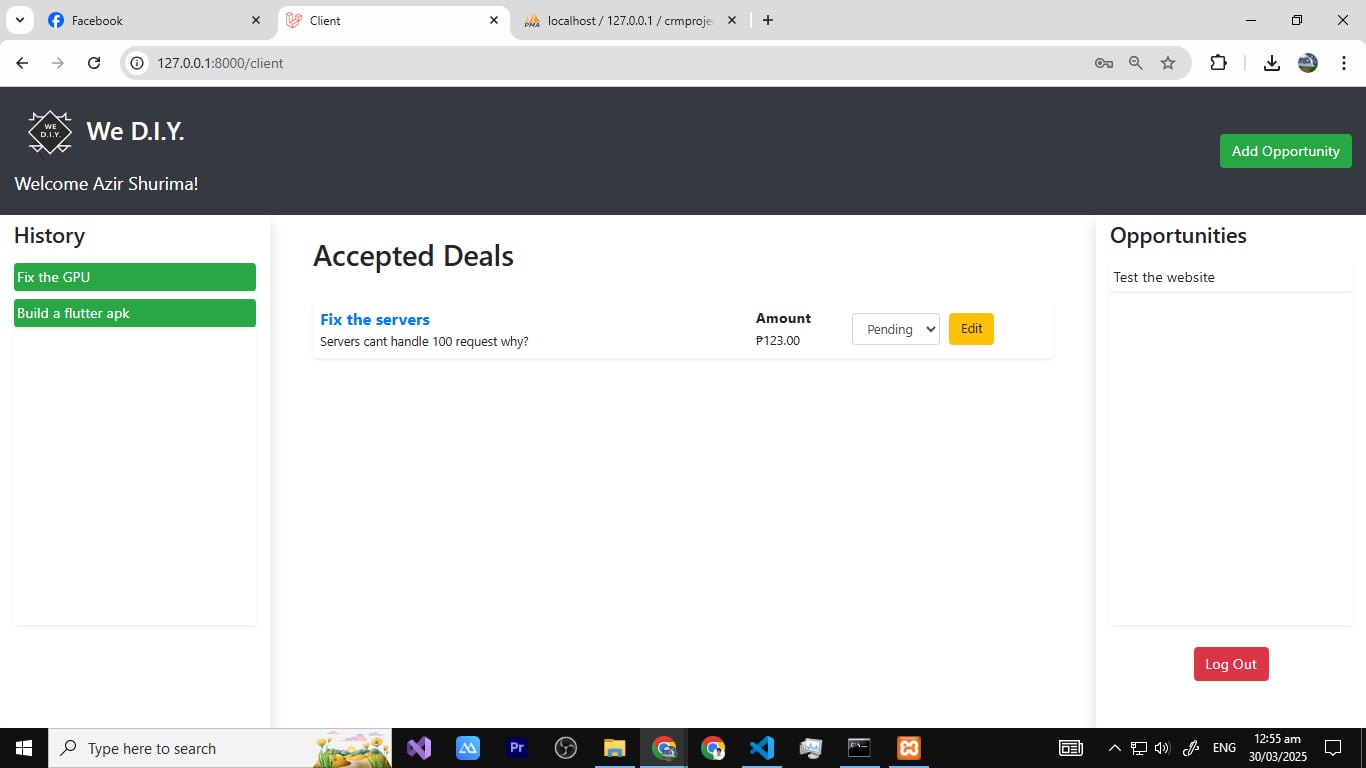 Facebook
Client
localhost / 127.0.0.1 / crmproje
127.0.0.1:8000/client
WE
D.I.Y.
We D.I.Y.
Welcome Azir Shurima!
Add Opportunity
History
Fix the GPU
Build a flutter apk
Accepted Deals
Fix the servers
Servers cant handle 100 request why?
Amount
₱123.00
Pending
Edit
Opportunities
Test the website
Log Out
Type here to search
Pr
ENG
12:55 am
30/03/2025